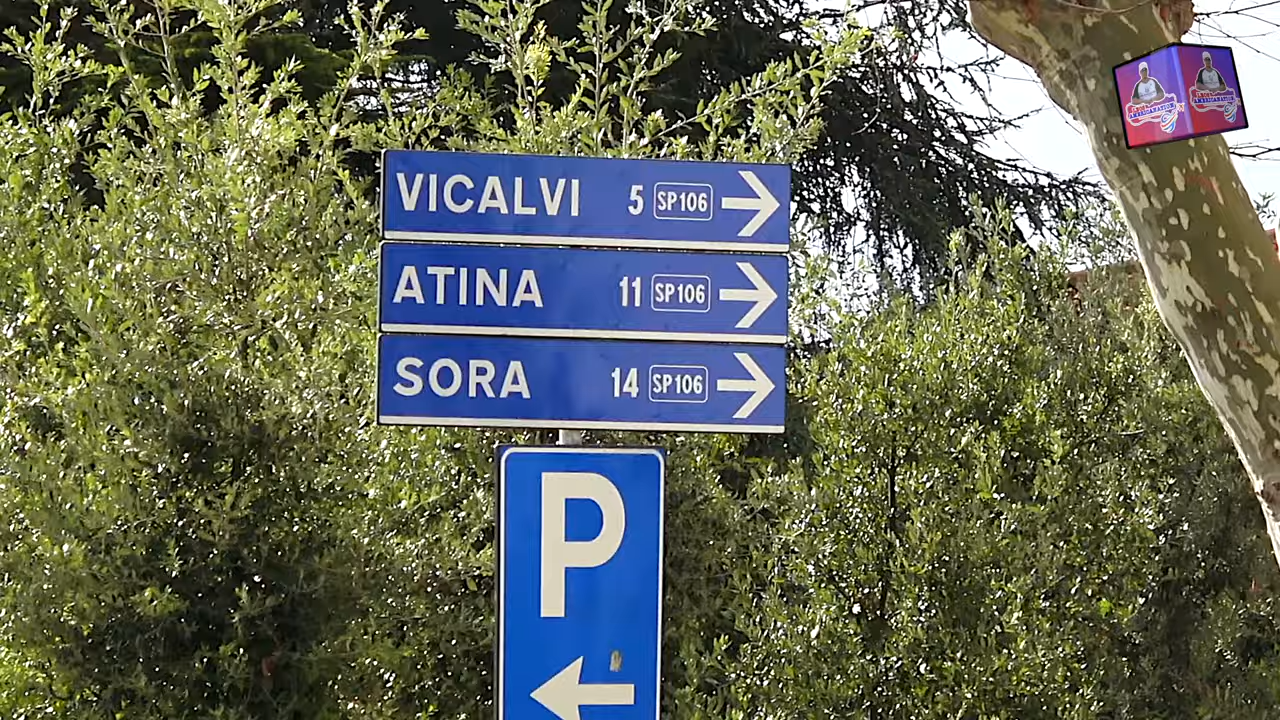 VICALVI 5 SP106
ATINA 11 SP106
SORA 14 SP106
P